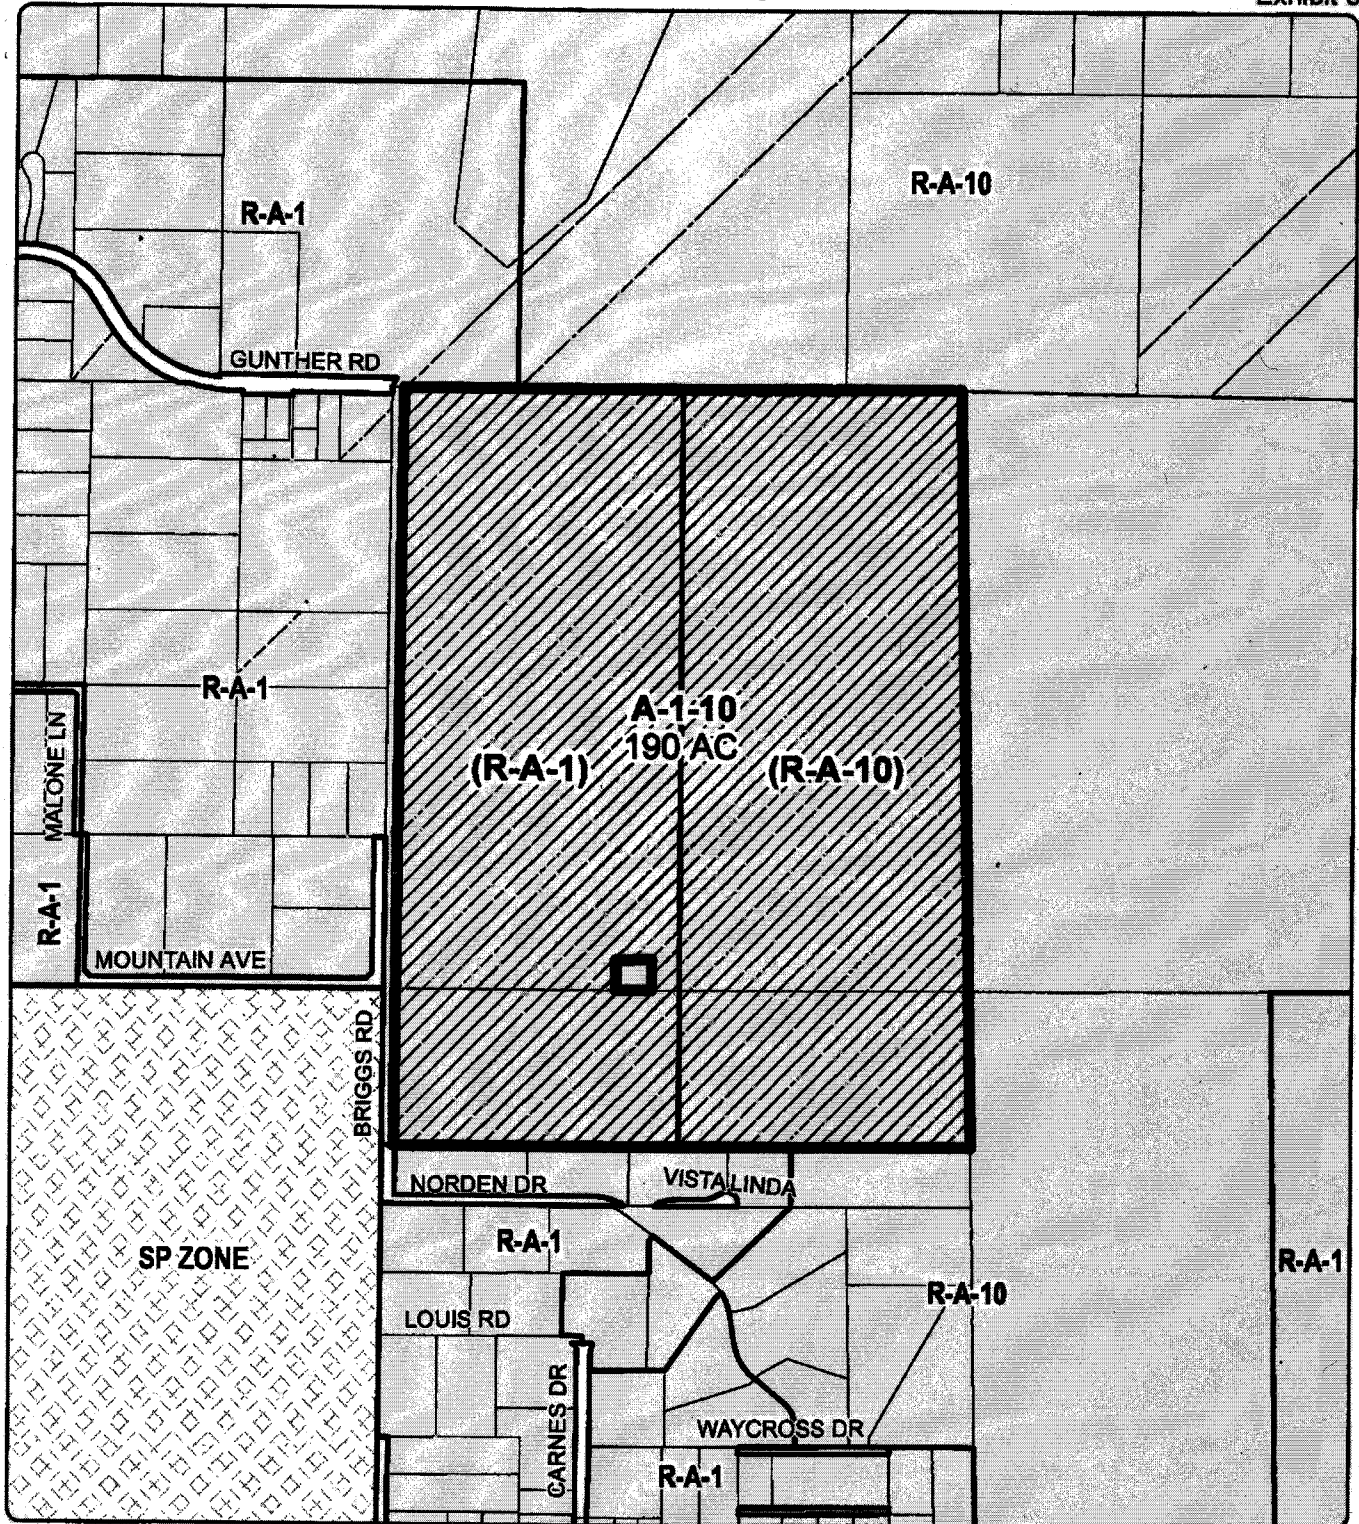 R-A-10
R-A-1
GUNTHER RD
R-A-1
A-1-10
190 AC
(R-A-1)
(R-A-10)
MALONE LN
R-A-1
MOUNTAIN AVE
BRIGGS RD
NORDEN DR
VISTA LINDA
R-A-1
SP ZONE
R-A-1
R-A-10
LOUIS RD
CARNES DR
WAYCROSS DR
R-A-1